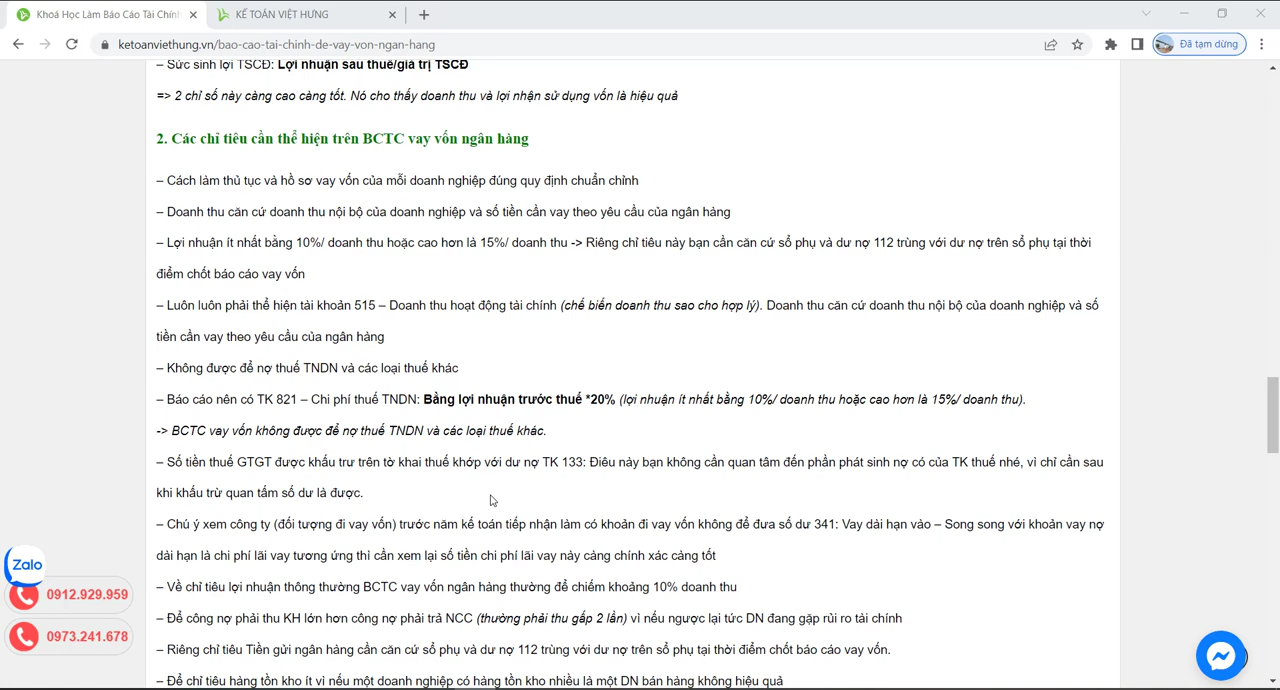 Khoá Học Làm Báo Cáo Tài Chính
KẾ TOÁN VIỆT HƯNG
ketoanviethung.vn/bao-cao-tai-chinh-de-vay-von-ngan-hang
Đã tạm dừng
– Sức sinh lợi TSCĐ: Lợi nhuận sau thuế/giá trị TSCĐ
=> 2 chỉ số này càng cao càng tốt. Nó cho thấy doanh thu và lợi nhận sử dụng vốn là hiệu quả
2. Các chỉ tiêu cần thể hiện trên BCTC vay vốn ngân hàng
– Cách làm thủ tục và hồ sơ vay vốn của mỗi doanh nghiệp đúng quy định chuẩn chỉnh
– Doanh thu căn cứ doanh thu nội bộ của doanh nghiệp và số tiền cần vay theo yêu cầu của ngân hàng
– Lợi nhuận ít nhất bằng 10%/ doanh thu hoặc cao hơn là 15%/ doanh thu -> Riêng chỉ tiêu này bạn cần căn cứ sổ phụ và dư nợ 112 trùng với dư nợ trên sổ phụ tại thời
điểm chốt báo cáo vay vốn
– Luôn luôn phải thể hiện tài khoản 515 – Doanh thu hoạt động tài chính (chế biến doanh thu sao cho hợp lý). Doanh thu căn cứ doanh thu nội bộ của doanh nghiệp và số
tiền cần vay theo yêu cầu của ngân hàng
– Không được để nợ thuế TNDN và các loại thuế khác
– Báo cáo nên có TK 821 – Chi phí thuế TNDN: Bằng lợi nhuận trước thuế *20% (lợi nhuận ít nhất bằng 10%/ doanh thu hoặc cao hơn là 15%/ doanh thu).
-> BCTC vay vốn không được để nợ thuế TNDN và các loại thuế khác.
– Số tiền thuế GTGT được khấu trư trên tờ khai thuế khớp với dư nợ TK 133: Điều này bạn không cần quan tâm đến phần phát sinh nợ có của TK thuế nhé, vì chỉ cần sau
khi khấu trừ quan tấm số dư là được.
– Chú ý xem công ty (đối tượng đi vay vốn) trước năm kế toán tiếp nhận làm có khoản đi vay vốn không để đưa số dư 341: Vay dài hạn vào – Song song với khoản vay nợ
dài hạn là chi phí lãi vay tương ứng thì cần xem lại số tiền chi phí lãi vay này càng chính xác càng tốt
– Về chỉ tiêu lợi nhuận thông thường BCTC vay vốn ngân hàng thường để chiếm khoảng 10% doanh thu
– Để công nợ phải thu KH lớn hơn công nợ phải trả NCC (thường phải thu gấp 2 lần) vì nếu ngược lại tức DN đang gặp rủi ro tài chính
– Riêng chỉ tiêu Tiền gửi ngân hàng cần căn cứ sổ phụ và dư nợ 112 trùng với dư nợ trên sổ phụ tại thời điểm chốt báo cáo vay vốn.
– Để chỉ tiêu hàng tồn kho ít vì nếu một doanh nghiệp có hàng tồn kho nhiều là một DN bán hàng không hiệu quả
Zalo
0912.929.959
0973.241.678